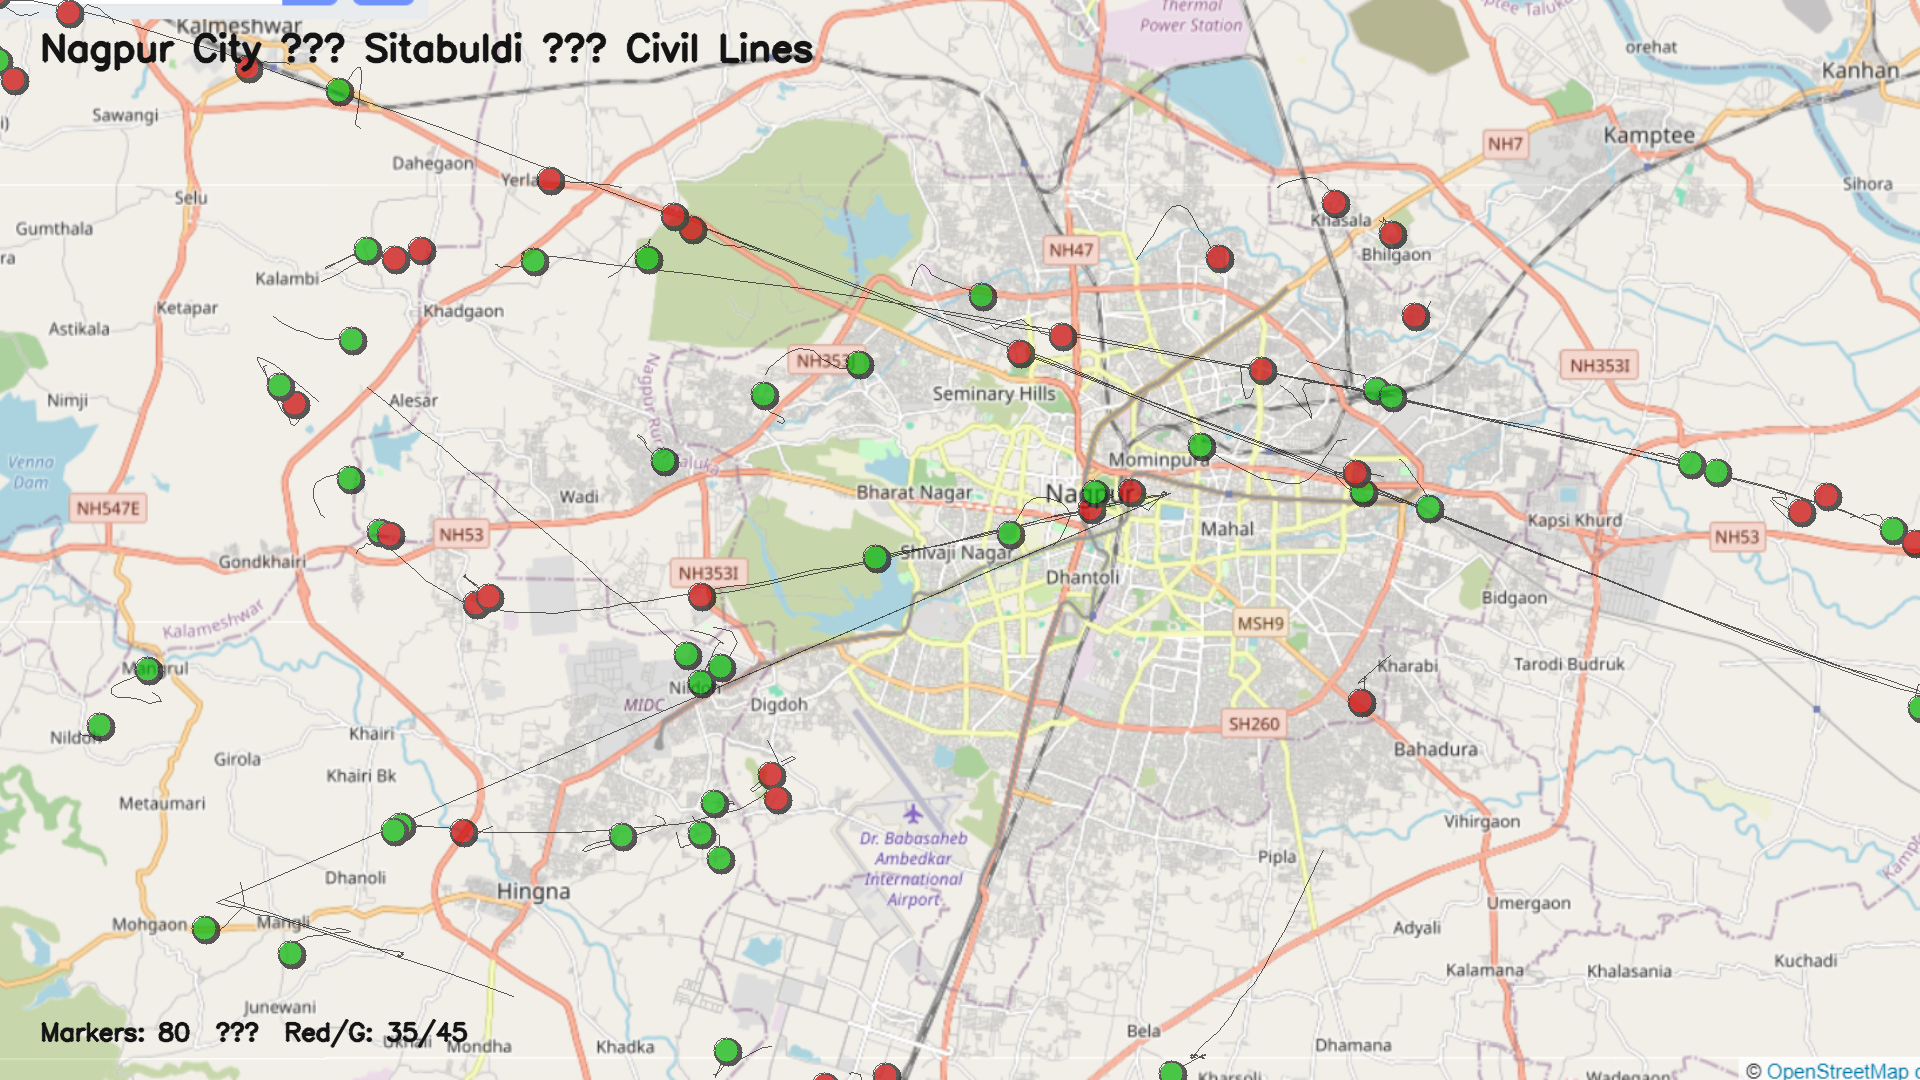 Kalmeshwar
Nagpur City ??? Sitabuldi ??? Civil Lines
Thermal
Power Station
orehat
Kanhan
Sawangi
NH7
Kamptee
Dahegaon
Yerla
Selu
Sihora
Gumthala
Khasala
NH47
Bhilgaon
Kalambi
Ketapar
Khadgaon
Astikala
NH353I
NH353I
Seminary Hills
Nimji
Alesar
Nagpur Rural
Taluka
Venna
Dam
Mominpura
Wadi
Bharat Nagar
Nagpur
NH547E
Kapsi Khurd
Mahal
NH53
NH53
Gondkhairi
Shivaji Nagar
NH353I
Dhantoli
Bidgaon
Kalameshwar
MSH9
Mangrul
Kharabi
Tarodi Budruk
Nildoh
MIDC
Digdoh
Nildoh
Khairi
SH260
Bahadura
Girola
Khairi Bk
Metaumari
Vihirgaon
Dr. Babasaheb
Ambedkar
International
Airport
Pipla
Dhanoli
Hingna
Umergaon
Mohgaon
Mangli
Adyali
Kalamana
Khalasania
Kuchadi
Junewani
Markers: 80 ??? Red/G: 35/45
Mondha
Khadka
Bela
Dhamana
Kharsoli
Wadegaon
© OpenStreetMap c